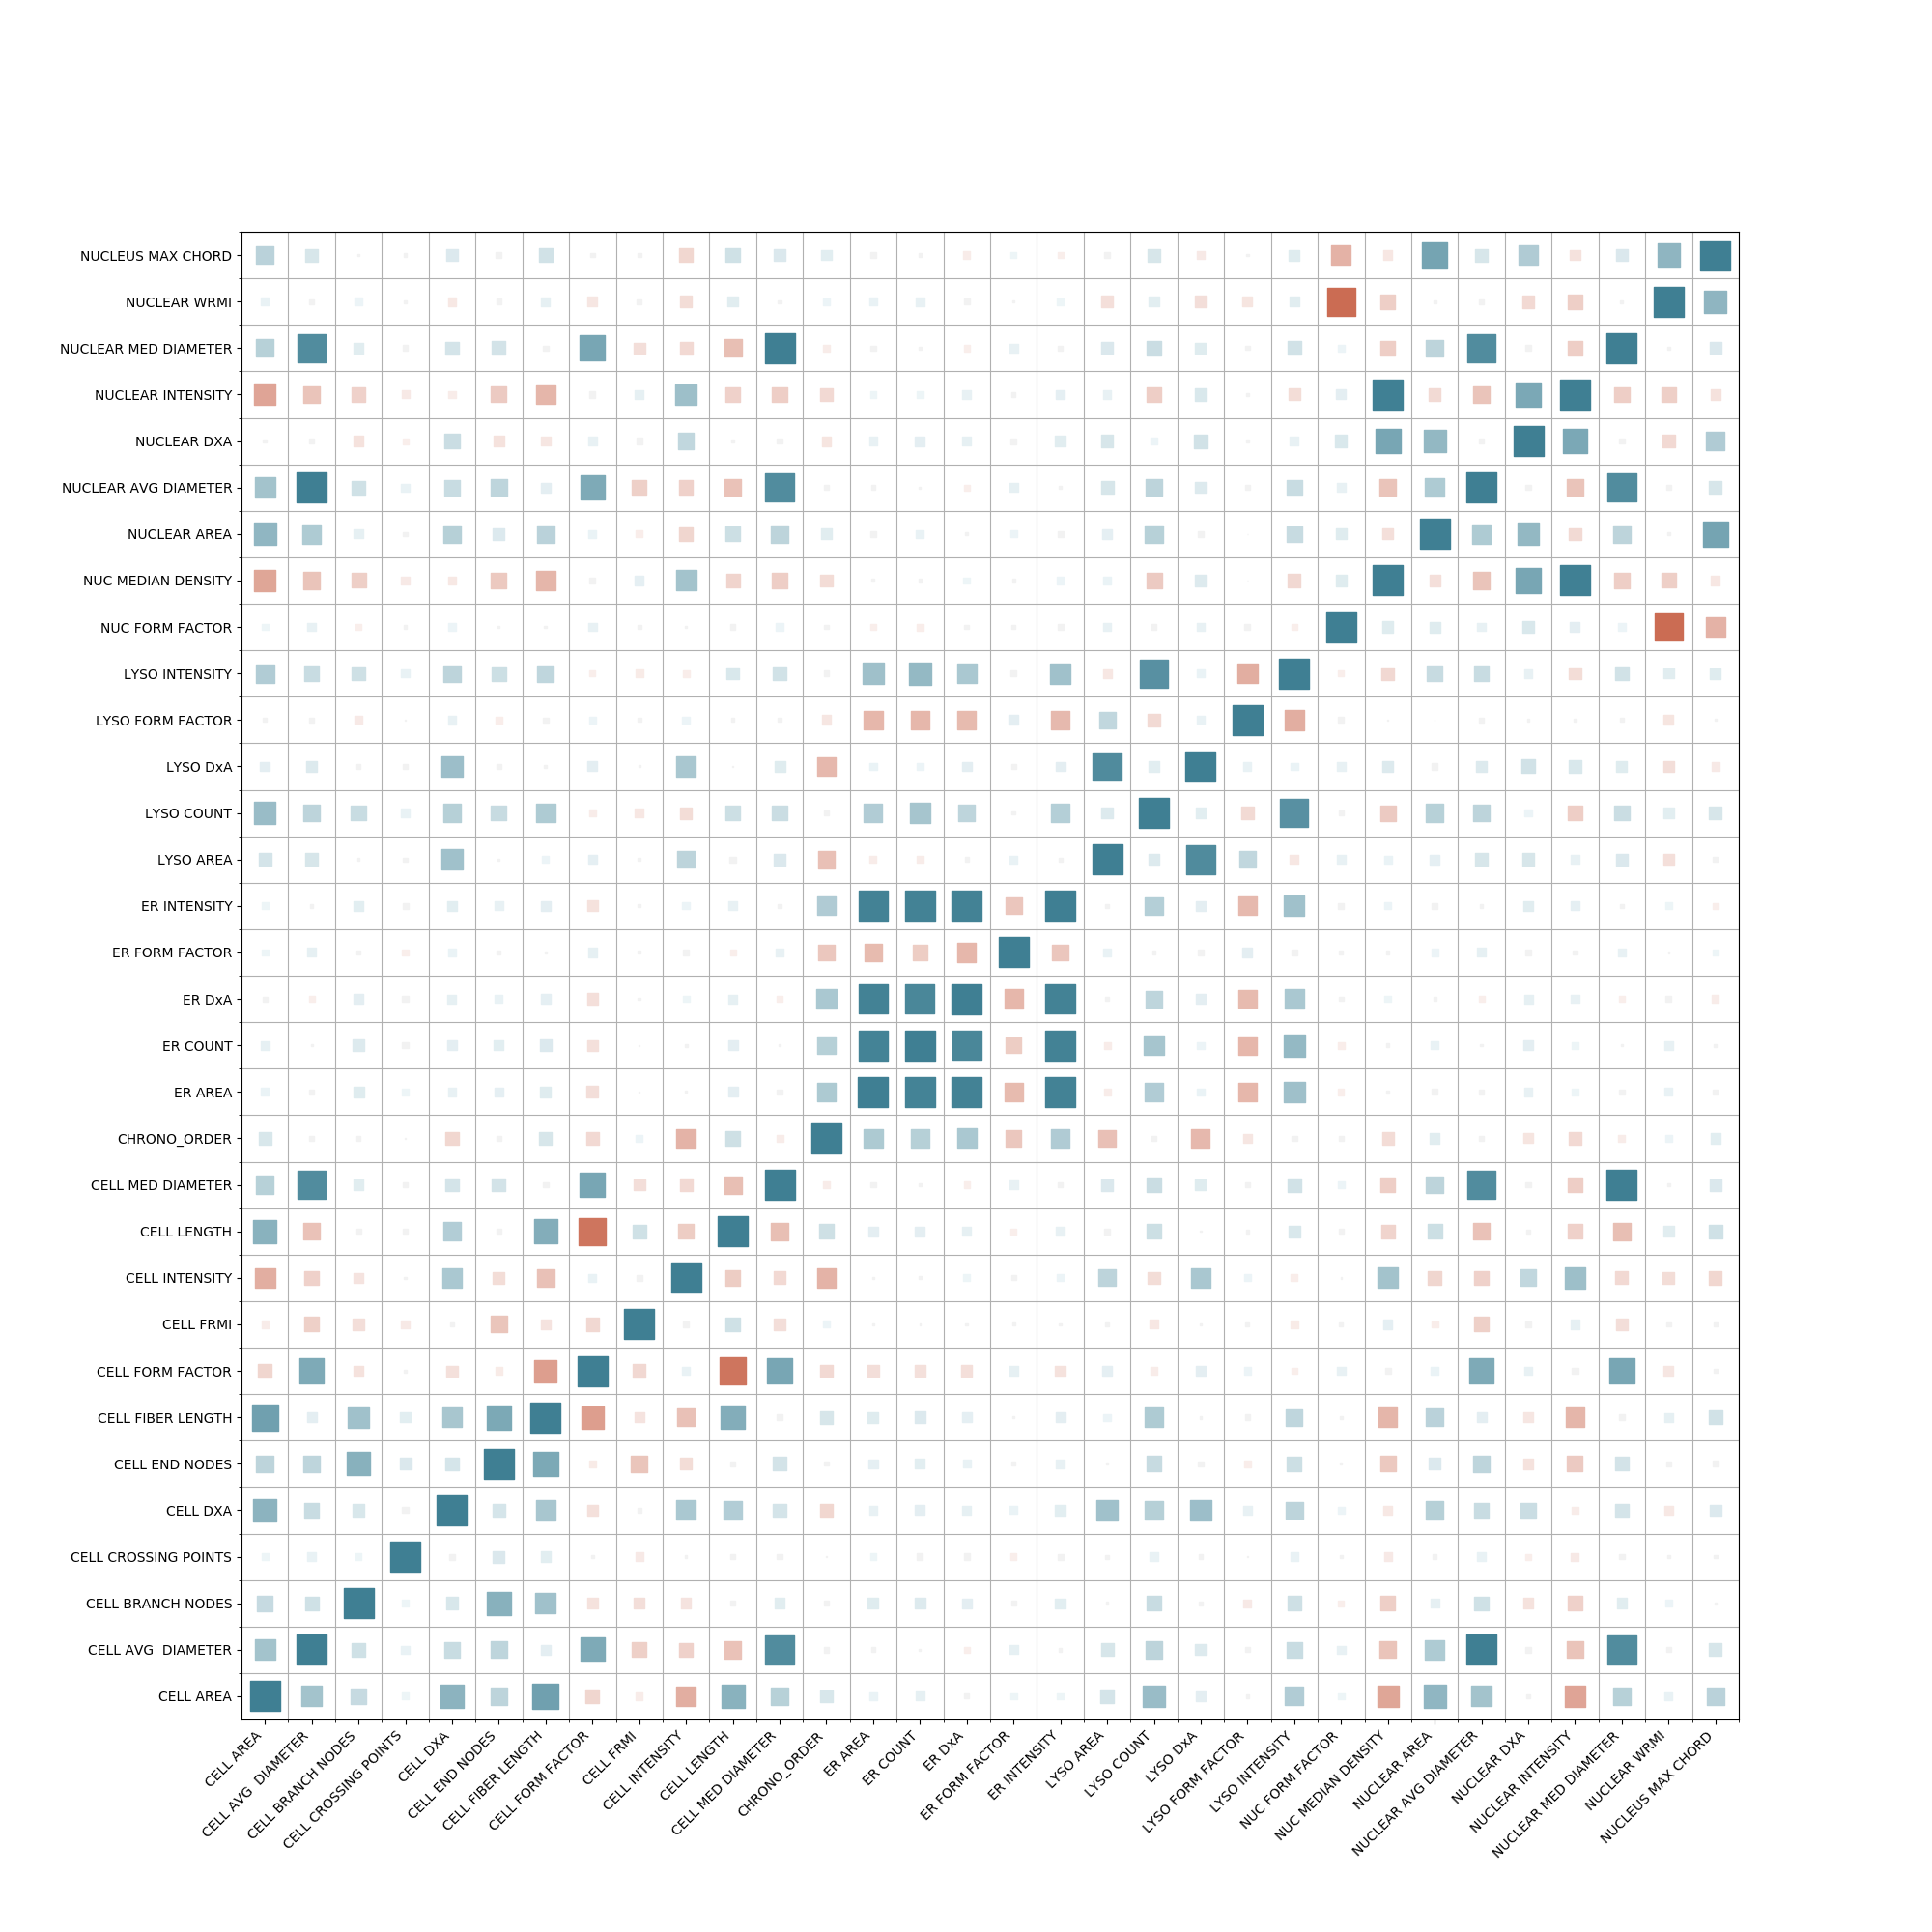 NUCLEUS MAX CHORD
NUCLEAR WRMI
NUCLEAR MED DIAMETER
NUCLEAR INTENSITY
NUCLEAR DXA
NUCLEAR AVG DIAMETER
NUCLEAR AREA
NUC MEDIAN DENSITY
NUC FORM FACTOR
LYSO INTENSITY
LYSO FORM FACTOR
LYSO DxA
LYSO COUNT
LYSO AREA
ER INTENSITY
ER FORM FACTOR
ER DxA
ER COUNT
ER AREA
CHRONO_ORDER
CELL MED DIAMETER
CELL LENGTH
CELL INTENSITY
CELL FRMI
CELL FORM FACTOR
CELL FIBER LENGTH
CELL END NODES
CELL DXA
CELL CROSSING POINTS
CELL BRANCH NODES
CELL AVG  DIAMETER
CELL AREA
CELL AREA
CELL AVG  DIAMETER
CELL BRANCH NODES
CELL CROSSING POINTS
CELL DXA
CELL END NODES
CELL FIBER LENGTH
CELL FORM FACTOR
CELL FRMI
CELL INTENSITY
CELL LENGTH
CELL MED DIAMETER
CHRONO_ORDER
ER AREA
ER COUNT
ER DxA
ER FORM FACTOR
ER INTENSITY
LYSO AREA
LYSO COUNT
LYSO DxA
LYSO FORM FACTOR
LYSO INTENSITY
NUC FORM FACTOR
NUC MEDIAN DENSITY
NUCLEAR AREA
NUCLEAR AVG DIAMETER
NUCLEAR DXA
NUCLEAR INTENSITY
NUCLEAR MED DIAMETER
NUCLEAR WRMI
NUCLEUS MAX CHORD